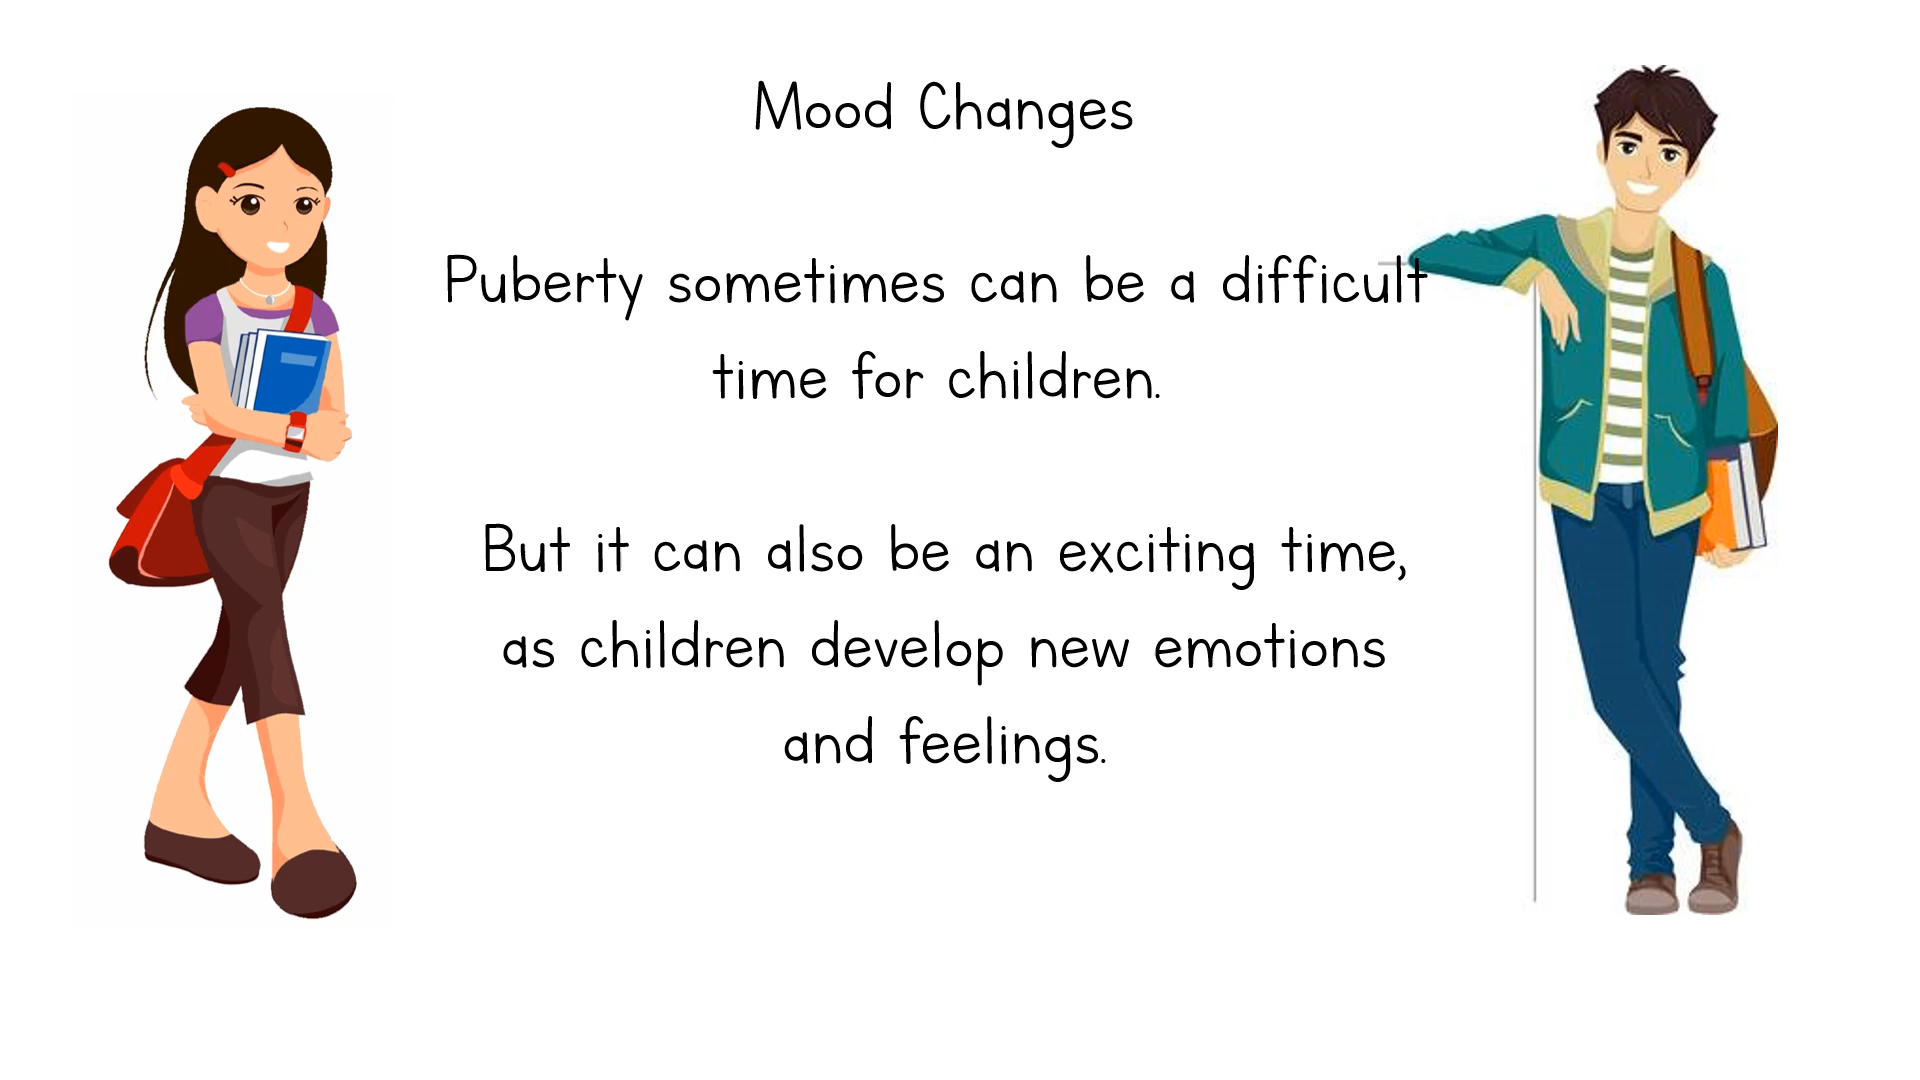 Mood Changes
Puberty sometimes can be a difficult
time for children.
But it can also be an exciting time,
as children develop new emotions
and feelings.